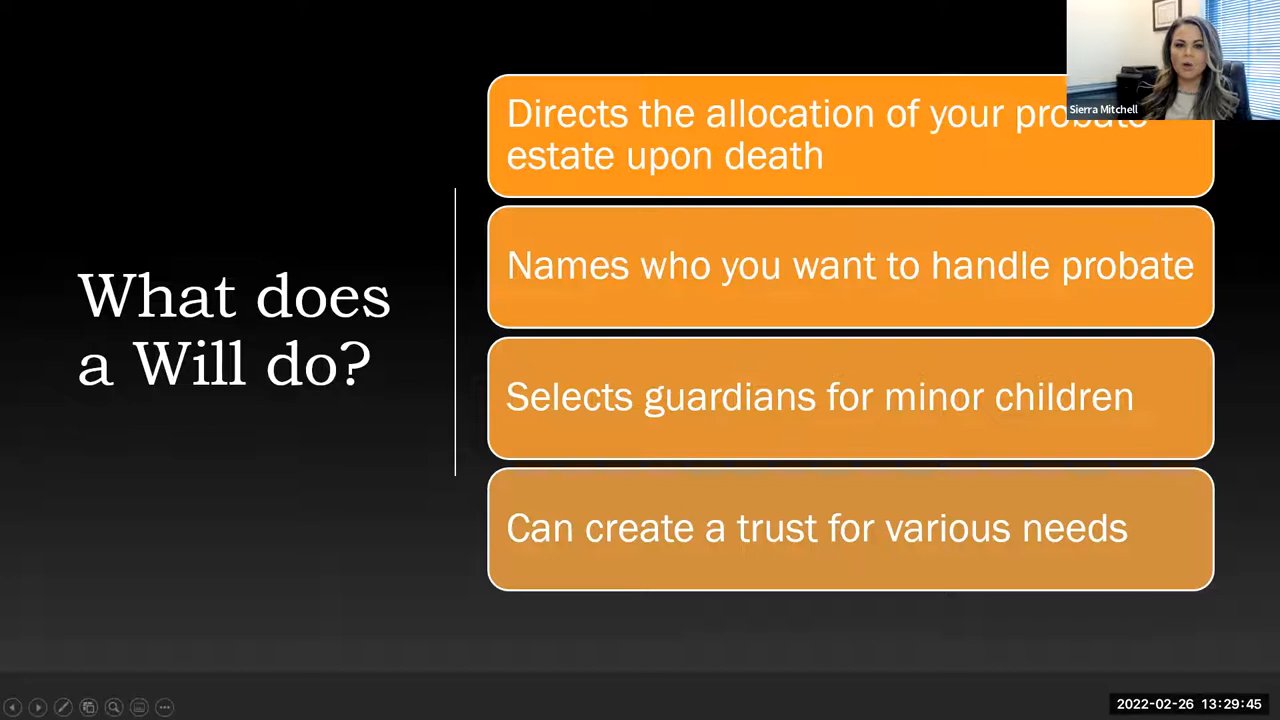 What does
a Will do?
Directs the allocation of your probate
estate upon death
Names who you want to handle probate
Selects guardians for minor children
Can create a trust for various needs
Sierra Mitchell
2022-02-26 13:29:45